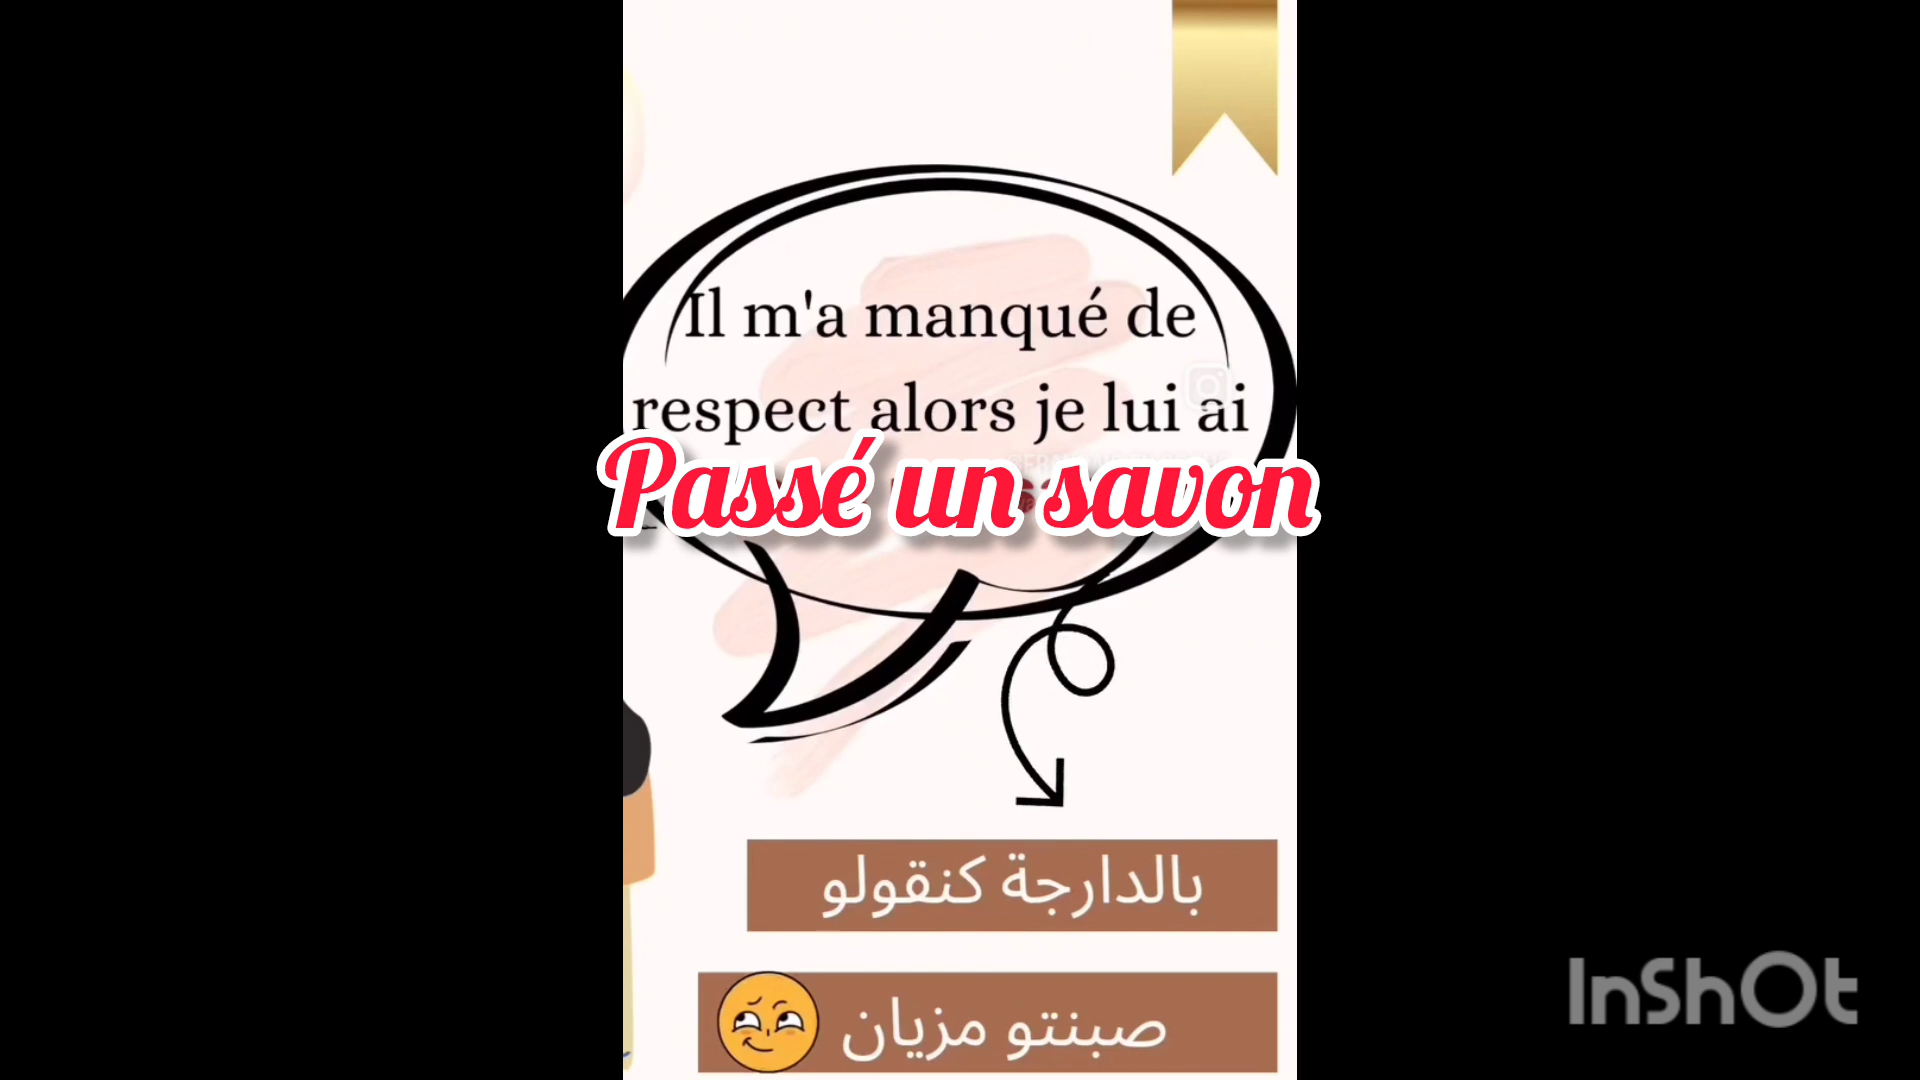 Il m'a manqué de
respect alors je lui ai
Passé un savon
بالدارجة كنقولو
صبنتو مزيان
InShOt